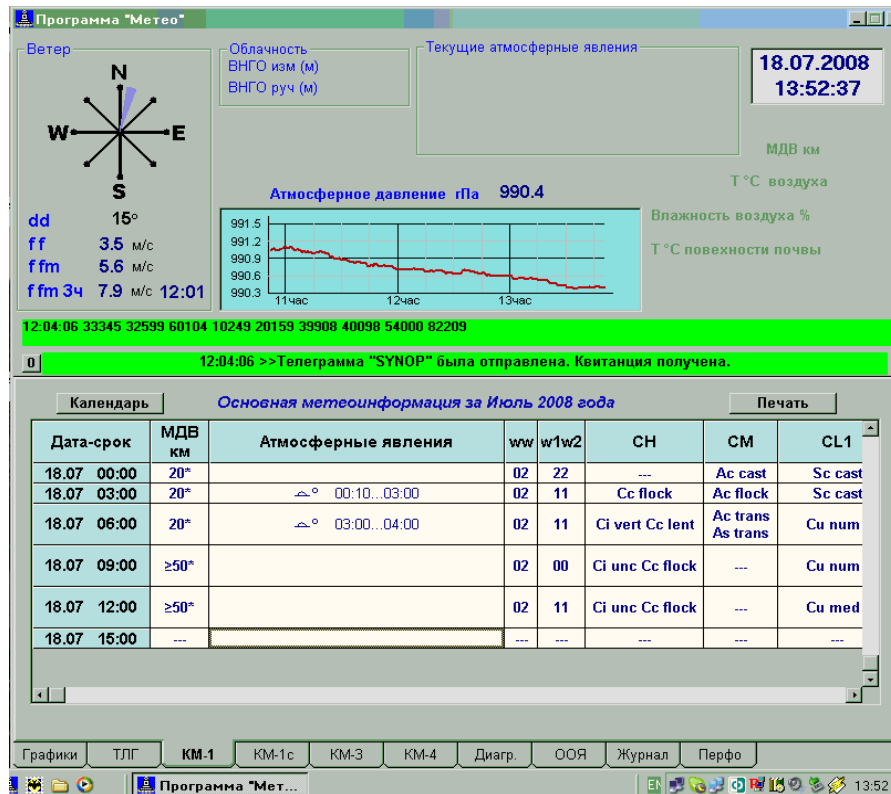 Программа "Метео"
Ветер
N
W
E
S
dd 15°
ff 3.5 м/с
ffm 5.6 м/с
ffm 3ч 7.9 м/с 12:01
Облачность
ВНГО изм (м)
ВНГО руч (м)
Текущие атмосферные явления
18.07.2008
13:52:37
МДВ км
T °C воздуха
Влажность воздуха %
T °C повехности почвы
Атмосферное давление гПа 990.4
991.5
991.2
990.9
990.6
990.3
11час 12час 13час
12:04:06 33345 32599 60104 10249 20159 39908 40098 54000 82209
0 12:04:06 >>Телеграмма "SYNOP" была отправлена. Квитанция получена.
Календарь Основная метеоинформация за Июль 2008 года Печать
Дата-срок МДВ км Атмосферные явления ww w1w2 CH CM CL1
18.07 00:00 20* 02 22 --- Ac cast Sc cast
18.07 03:00 20* 00:10...03:00 02 11 Cc flock Ac flock Sc cast
18.07 06:00 20* 03:00...04:00 02 11 Ci vert Cc lent Ac trans As trans Cu num
18.07 09:00 ≥50* 02 00 Ci unc Cc flock --- Cu num
18.07 12:00 ≥50* 02 11 Ci unc Cc flock --- Cu med
18.07 15:00 --- --- --- --- --- ---
Графики ТЛГ КМ-1 КМ-1с КМ-3 КМ-4 Диагр. ООЯ Журнал Перфо
Программа "Мет... EN 13:52